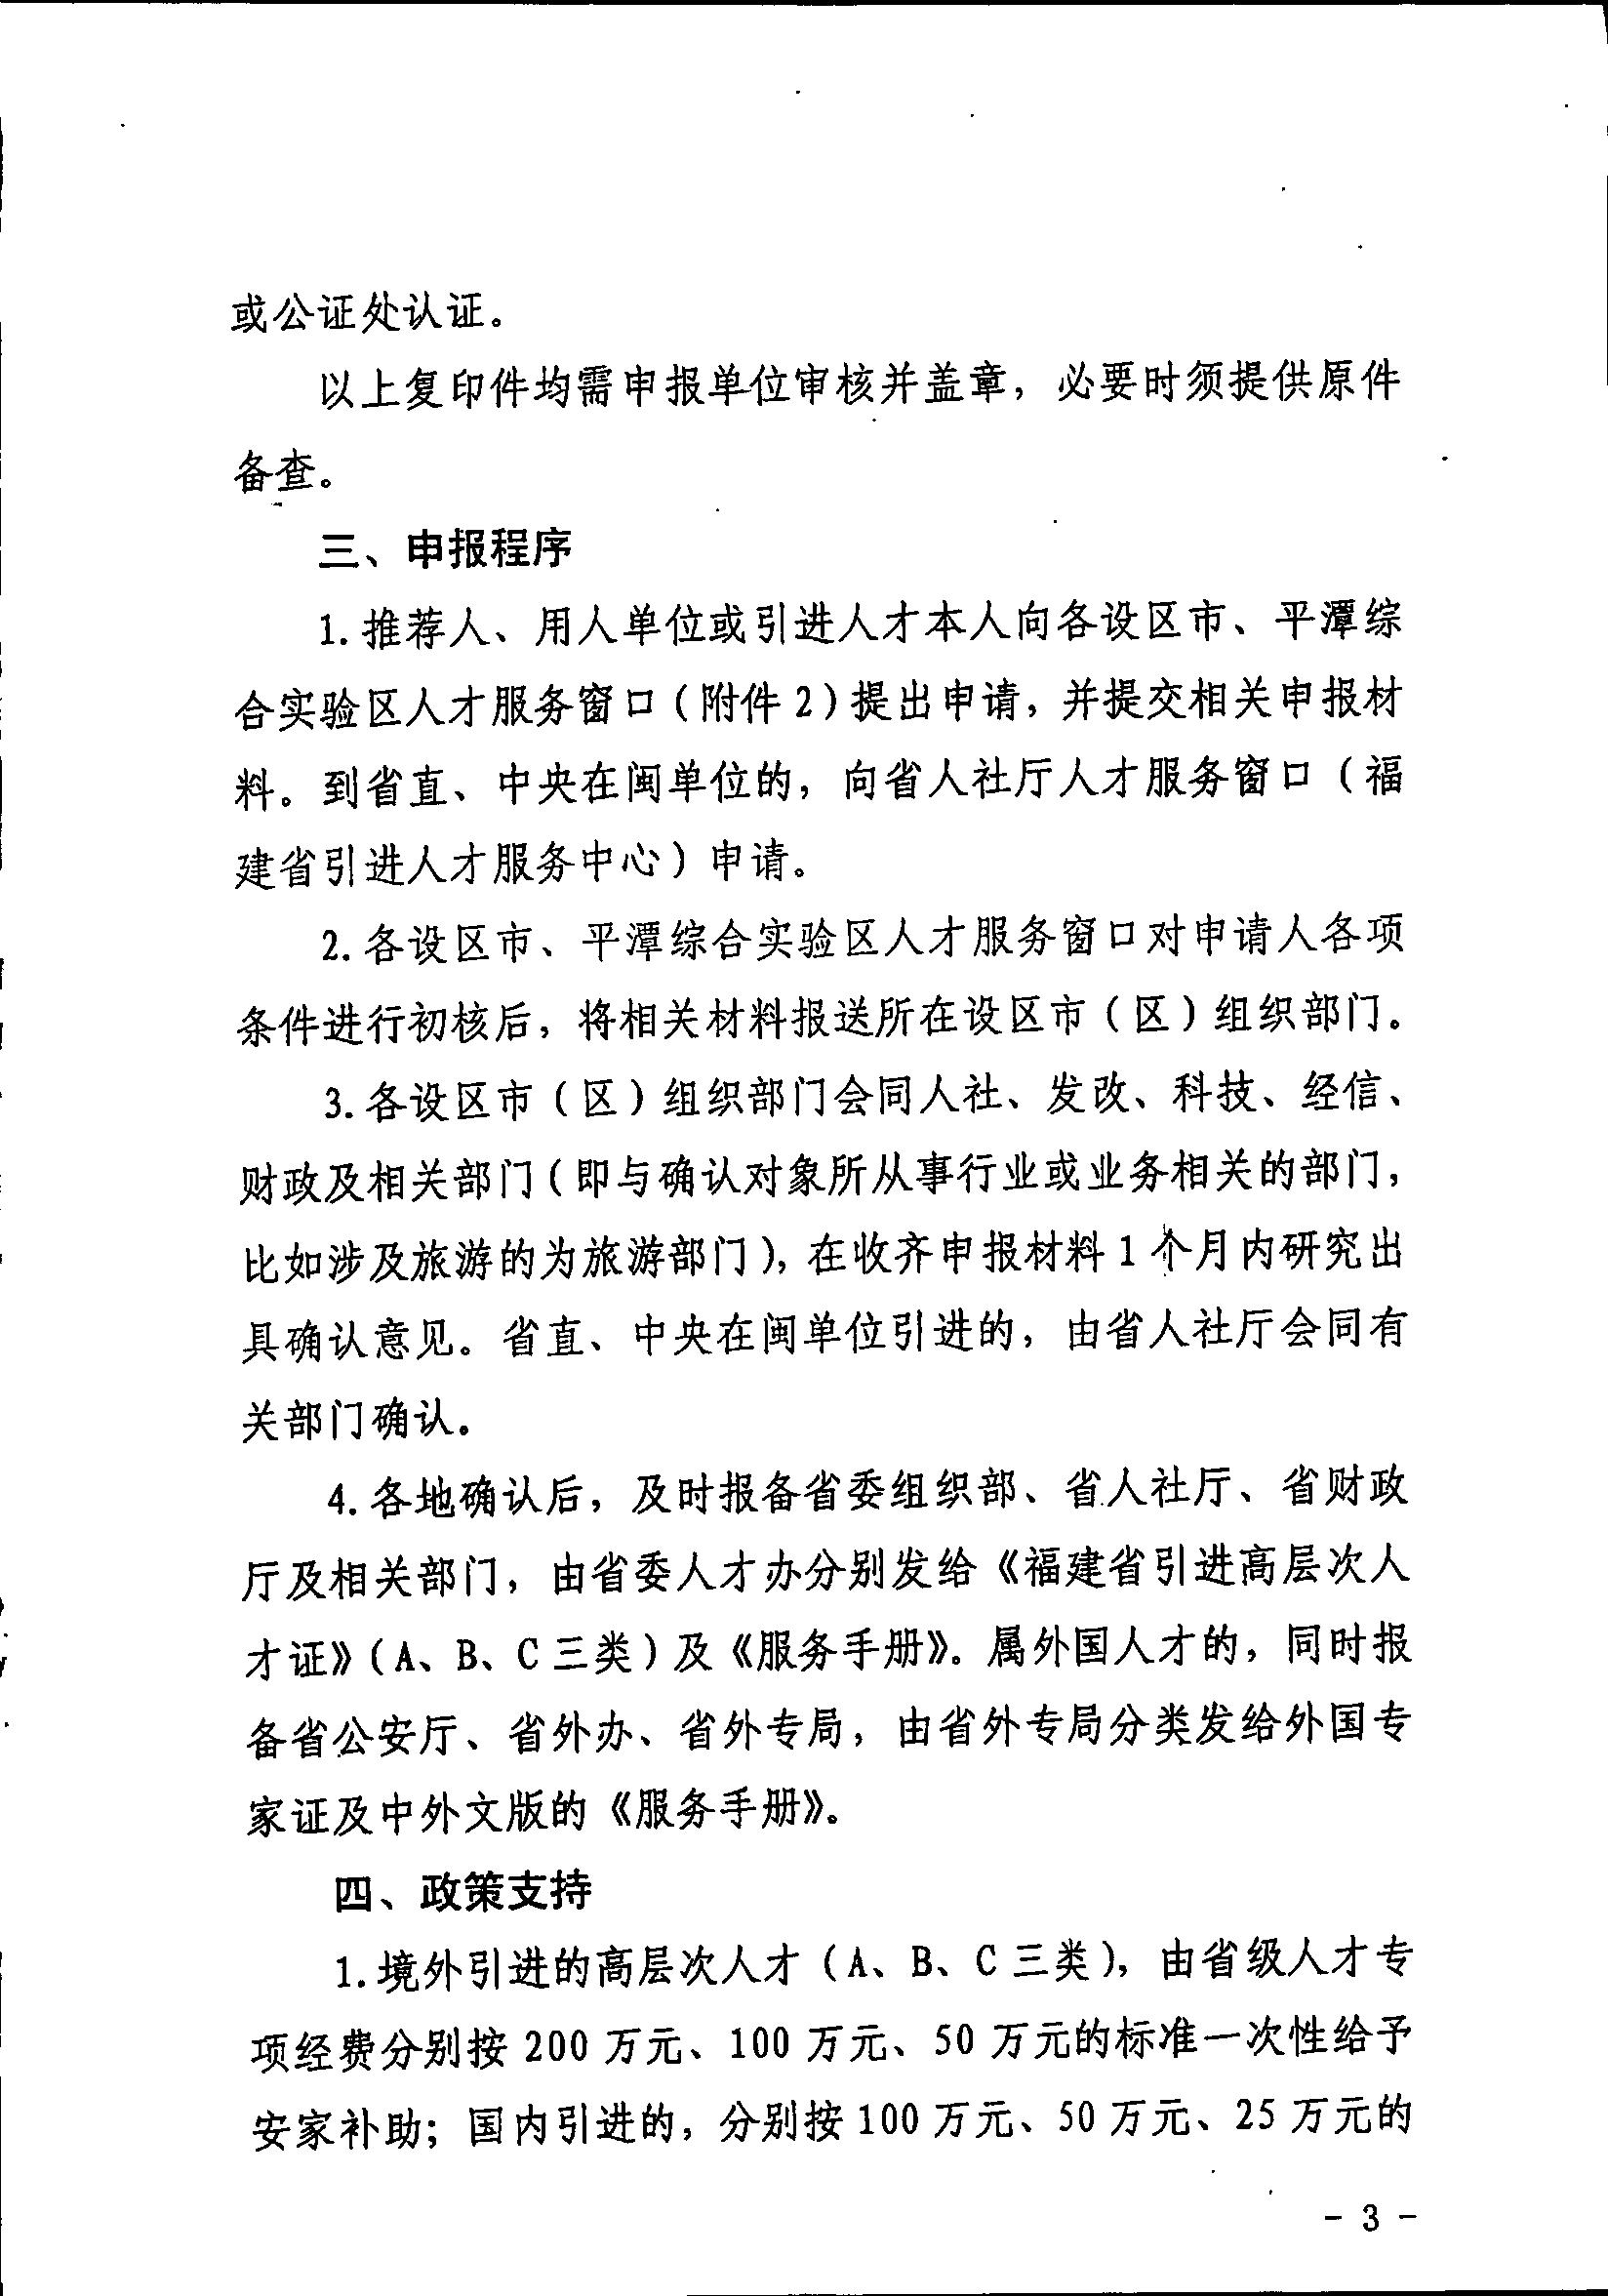 或公证处认证。
以上复印件均需申报单位审核并盖章，必要时须提供原件
备查。
三、申报程序
1.推荐人、用人单位或引进人才本人向各设区市、平潭综
合实验区人才服务窗口（附件2）提出申请，并提交相关申报材
料。到省直、中央在闽单位的，向省人社厅人才服务窗口（福
建省引进人才服务中心）申请。
2.各设区市、平潭综合实验区人才服务窗口对申请人各项
条件进行初核后，将相关材料报送所在设区市（区）组织部门。
3.各设区市（区）组织部门会同人社、发改、科技、经信、
财政及相关部门（即与确认对象所从事行业或业务相关的部门，
比如涉及旅游的为旅游部门），在收齐申报材料1个月内研究出
具确认意见。省直、中央在闽单位引进的，由省人社厅会同有
关部门确认。
4.各地确认后，及时报备省委组织部、省人社厅、省财政
厅及相关部门，由省委人才办分别发给《福建省引进高层次人
才证》（A、B、C三类）及《服务手册》。属外国人才的，同时报
备省公安厅、省外办、省外专局，由省外专局分类发给外国专
家证及中外文版的《服务手册》。
四、政策支持
1.境外引进的高层次人才（A、B、C三类），由省级人才专
项经费分别按200万元、100万元、50万元的标准一次性给予
安家补助；国内引进的，分别按100万元、50万元、25万元的
- 3 -